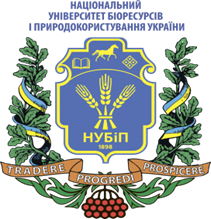 НАЦІОНАЛЬНИЙ
УНІВЕРСИТЕТ БІОРЕСУРСІВ
І ПРИРОДОКОРИСТУВАННЯ УКРАЇНИ
НУБіП
1898
TRADERE
PROGREDI
PROSPICERE